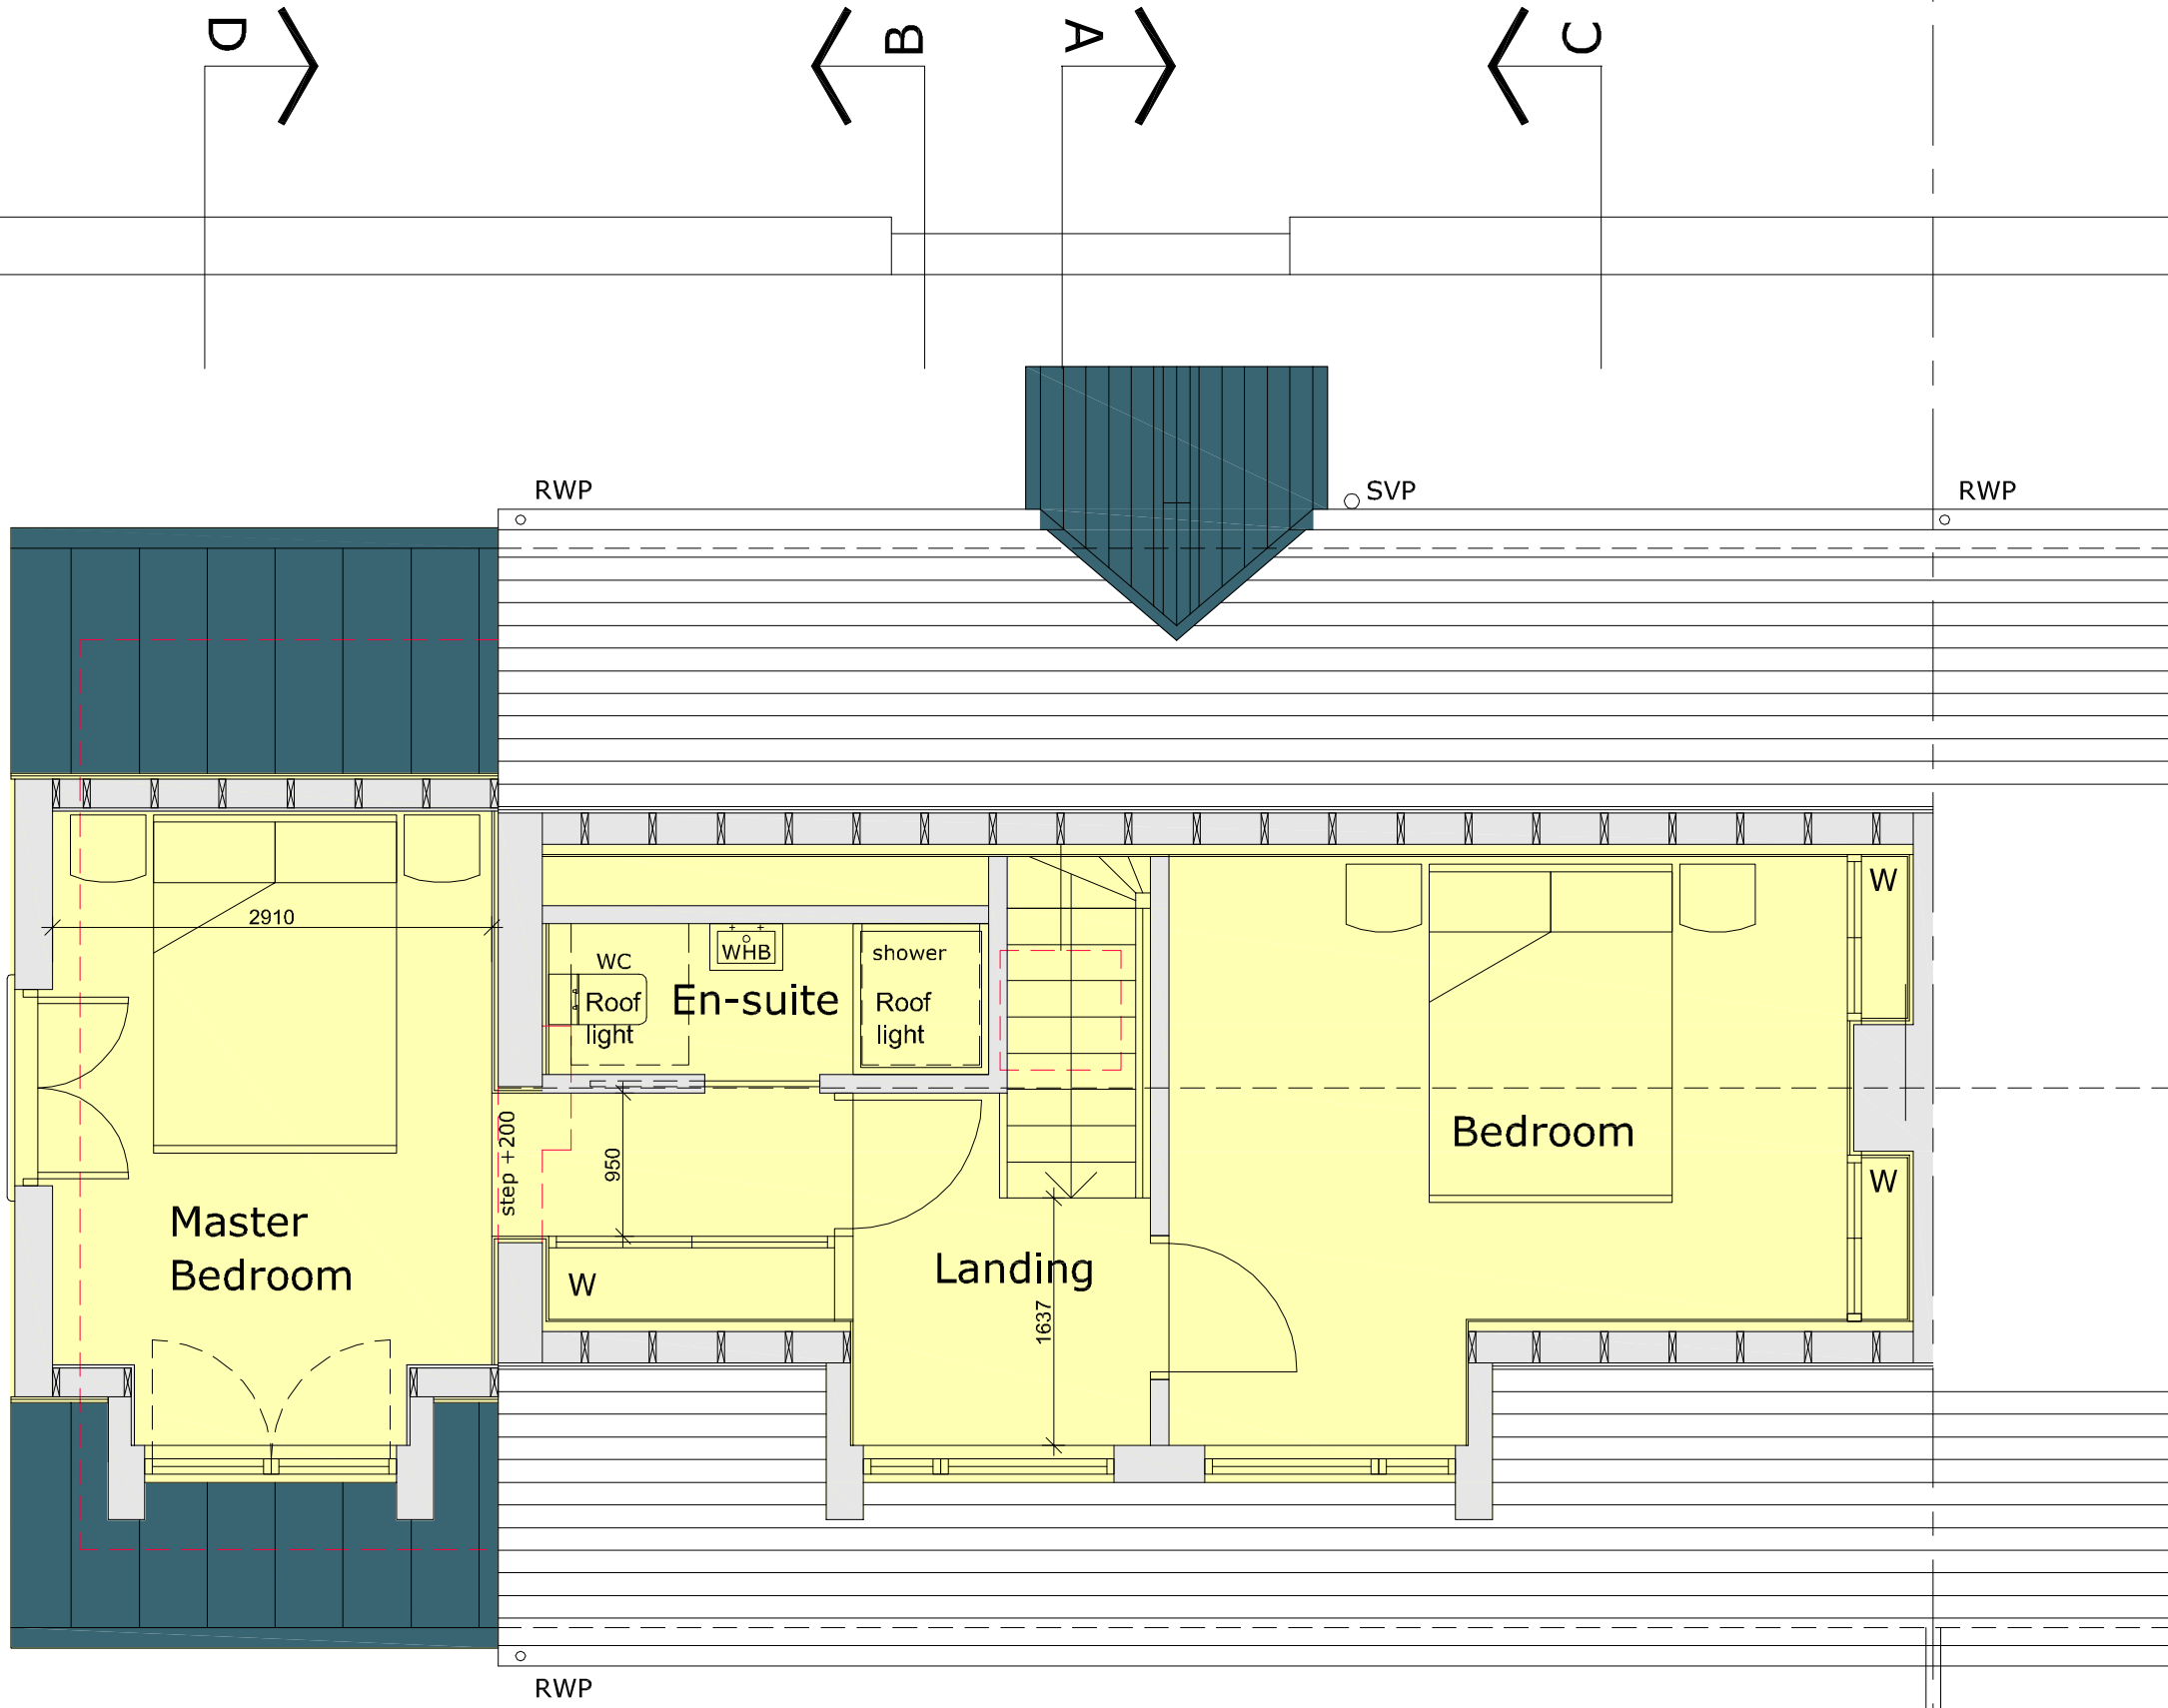 D
B
A
C
RWP
SVP
RWP
2910
WC
WHB
shower
Roof
light
En-suite
Roof
light
W
step +200
950
Master
Bedroom
W
Landing
1637
Bedroom
W
RWP